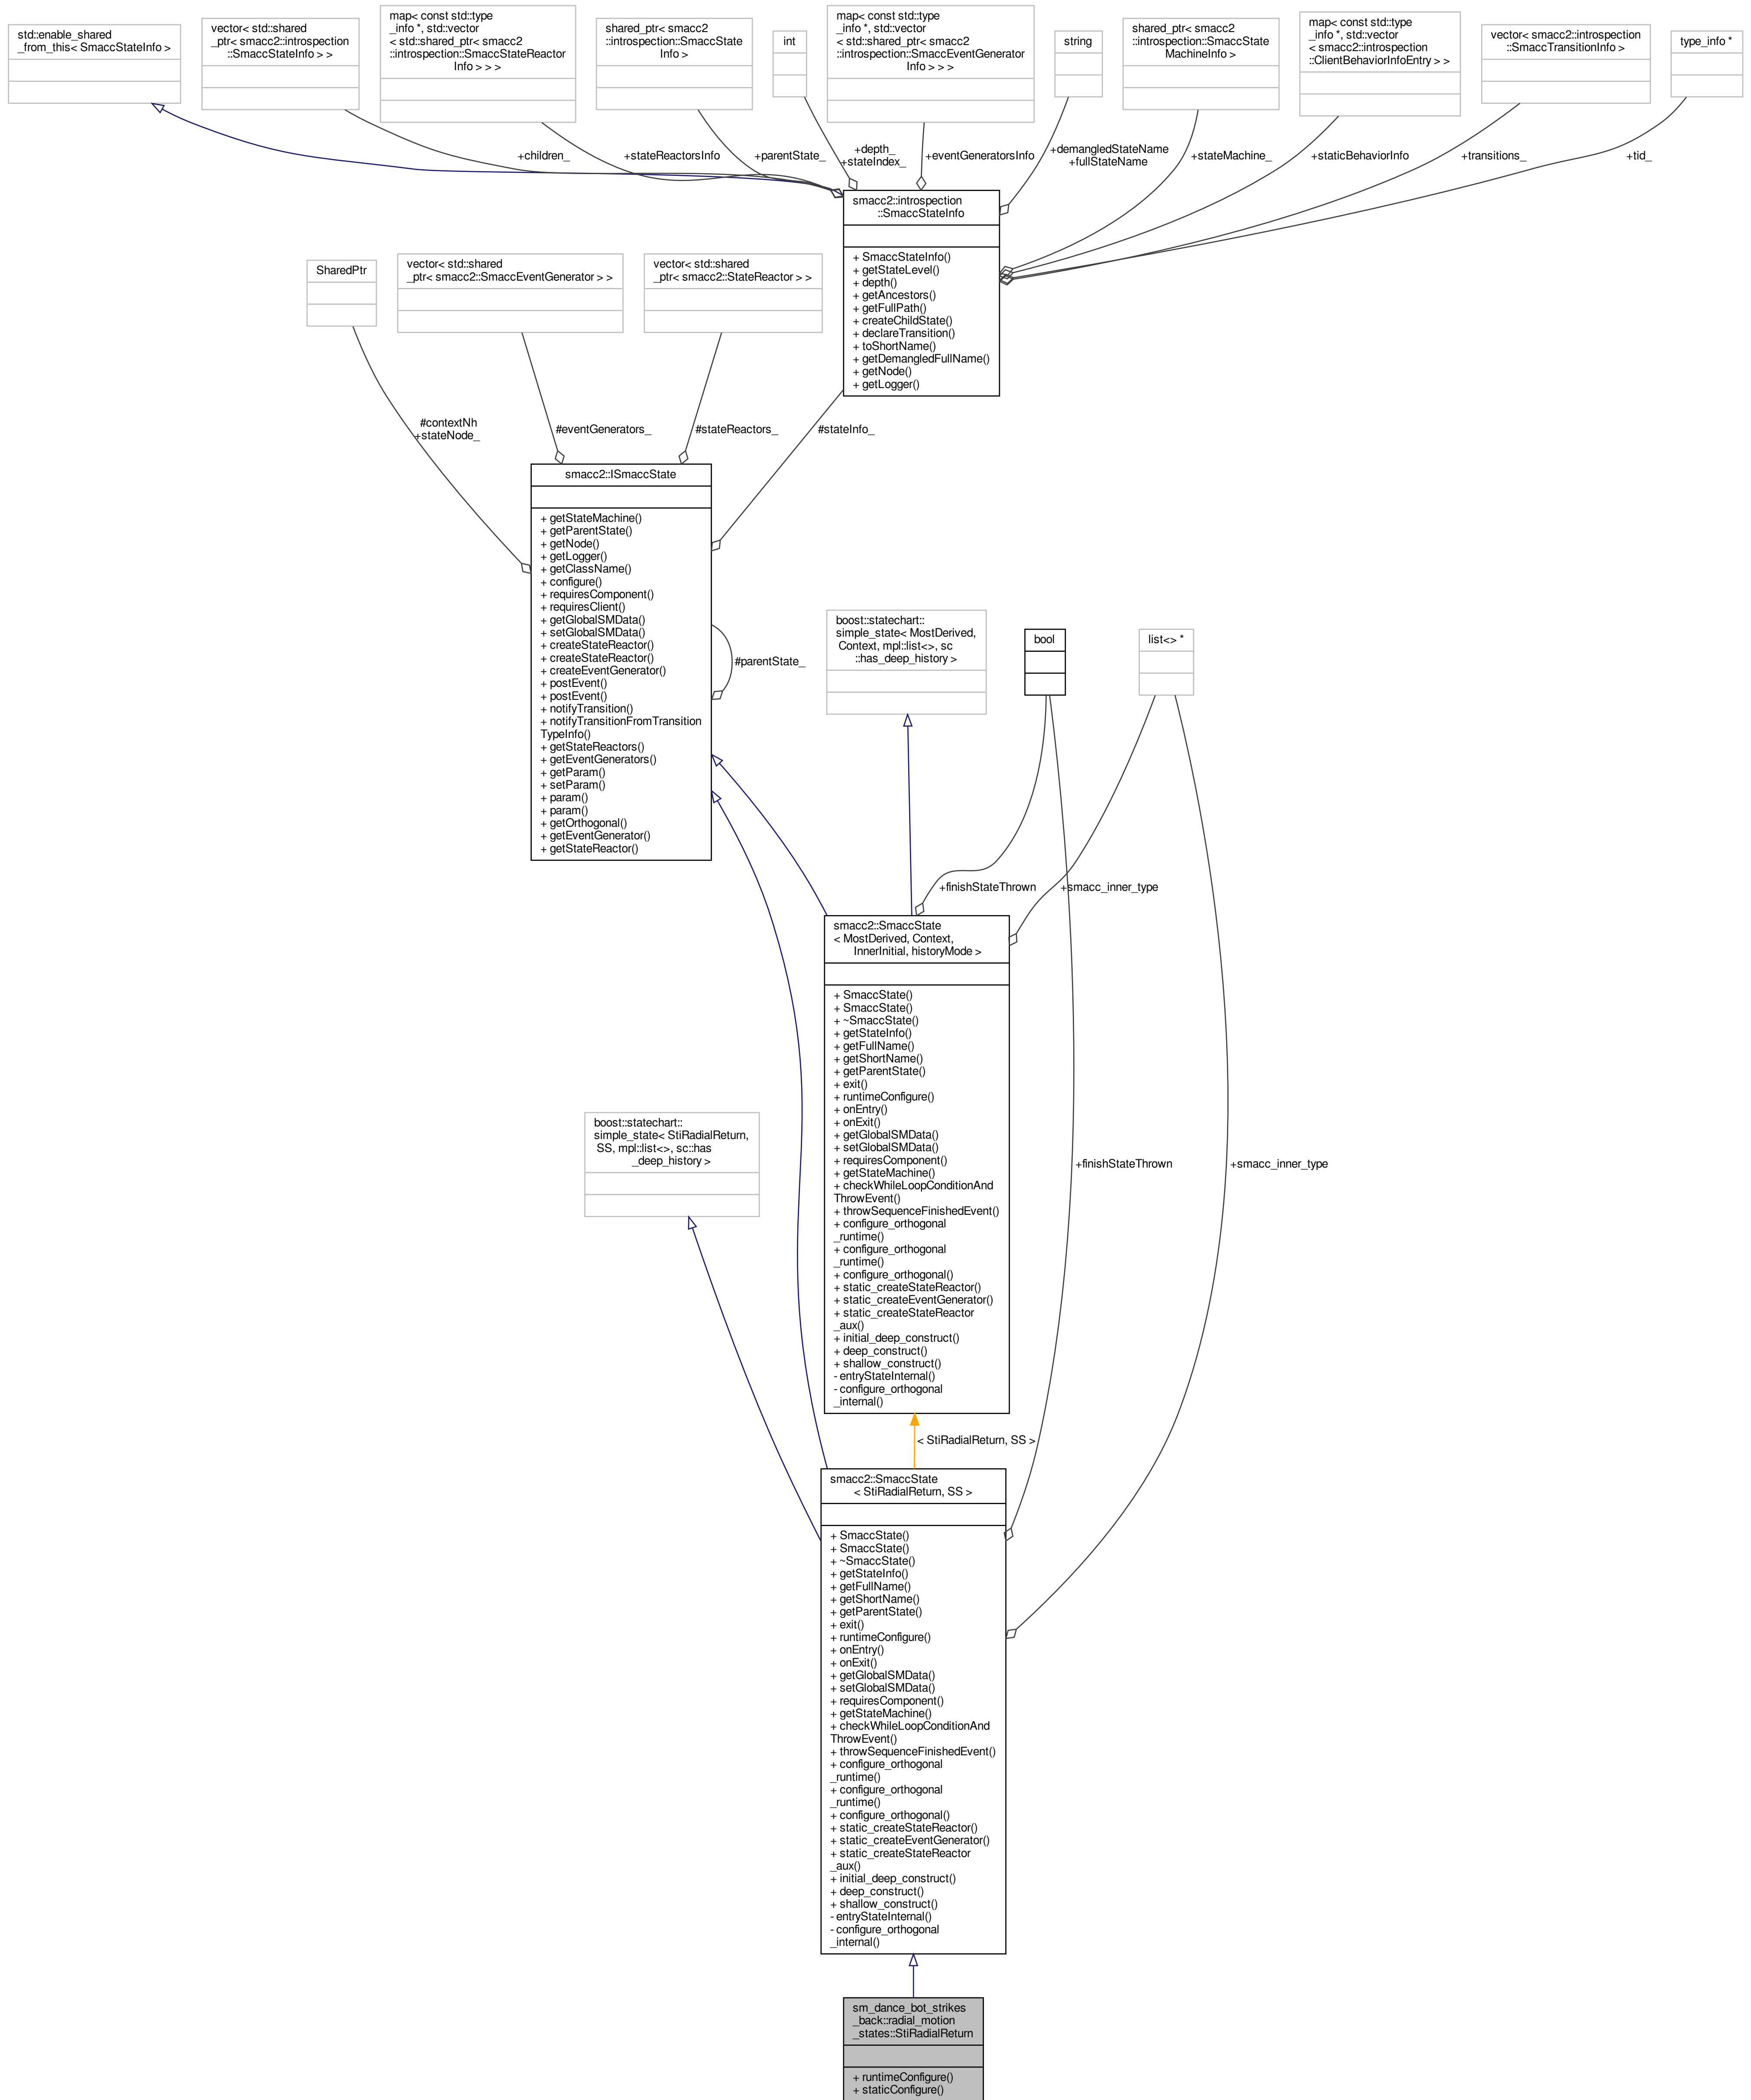 std::enable_shared
_from_this< SmaccStateInfo >
vector< std::shared
_ptr< smacc2::introspection
::SmaccStateInfo > >
map< const std::type
_info *, std::vector
< std::shared_ptr< smacc2
::introspection::SmaccStateReactor
Info > > >
shared_ptr< smacc2
::introspection::SmaccState
Info >
int
map< const std::type
_info *, std::vector
< std::shared_ptr< smacc2
::introspection::SmaccEventGenerator
Info > > >
string
shared_ptr< smacc2
::introspection::SmaccState
MachineInfo >
map< const std::type
_info *, std::vector
< smacc2::introspection
::ClientBehaviorInfoEntry > >
vector< smacc2::introspection
::SmaccTransitionInfo >
type_info *
+children_
+stateReactorsInfo
+parentState_
+depth_
+stateIndex_
+eventGeneratorsInfo
+demangledStateName
+fullStateName
+stateMachine_
+staticBehaviorInfo
+transitions_
+tid_
smacc2::introspection
::SmaccStateInfo
+ SmaccStateInfo()
+ getStateLevel()
+ depth()
+ getAncestors()
+ getFullPath()
+ createChildState()
+ declareTransition()
+ toShortName()
+ getDemangledFullName()
+ getNode()
+ getLogger()
SharedPtr
vector< std::shared
_ptr< smacc2::SmaccEventGenerator > >
vector< std::shared
_ptr< smacc2::StateReactor > >
#contextNh
+stateNode_
#eventGenerators_
#stateReactors_
#stateInfo_
smacc2::ISmaccState
+ getStateMachine()
+ getParentState()
+ getNode()
+ getLogger()
+ getClassName()
+ configure()
+ requiresComponent()
+ requiresClient()
+ getGlobalSMData()
+ setGlobalSMData()
+ createStateReactor()
+ createStateReactor()
+ createEventGenerator()
+ postEvent()
+ postEvent()
+ notifyTransition()
+ notifyTransitionFromTransition
TypeInfo()
+ getStateReactors()
+ getEventGenerators()
+ getParam()
+ setParam()
+ param()
+ param()
+ getOrthogonal()
+ getEventGenerator()
+ getStateReactor()
#parentState_
boost::statechart::
simple_state< MostDerived,
Context, mpl::list<>, sc
::has_deep_history >
bool
list<> *
+finishStateThrown
+smacc_inner_type
smacc2::SmaccState
< MostDerived, Context,
InnerInitial, historyMode >
+ SmaccState()
+ SmaccState()
+ ~SmaccState()
+ getStateInfo()
+ getFullName()
+ getShortName()
+ getParentState()
+ exit()
+ runtimeConfigure()
+ onEntry()
+ onExit()
+ getGlobalSMData()
+ setGlobalSMData()
+ requiresComponent()
+ getStateMachine()
+ checkWhileLoopConditionAnd
ThrowEvent()
+ throwSequenceFinishedEvent()
+ configure_orthogonal
_runtime()
+ configure_orthogonal
_runtime()
+ configure_orthogonal()
+ static_createStateReactor()
+ static_createEventGenerator()
+ static_createStateReactor
_aux()
+ initial_deep_construct()
+ deep_construct()
+ shallow_construct()
- entryStateInternal()
- configure_orthogonal
_internal()
boost::statechart::
simple_state< StiRadialReturn,
SS, mpl::list<>, sc::has
_deep_history >
+finishStateThrown
+smacc_inner_type
< StiRadialReturn, SS >
smacc2::SmaccState
< StiRadialReturn, SS >
+ SmaccState()
+ SmaccState()
+ ~SmaccState()
+ getStateInfo()
+ getFullName()
+ getShortName()
+ getParentState()
+ exit()
+ runtimeConfigure()
+ onEntry()
+ onExit()
+ getGlobalSMData()
+ setGlobalSMData()
+ requiresComponent()
+ getStateMachine()
+ checkWhileLoopConditionAnd
ThrowEvent()
+ throwSequenceFinishedEvent()
+ configure_orthogonal
_runtime()
+ configure_orthogonal
_runtime()
+ configure_orthogonal()
+ static_createStateReactor()
+ static_createEventGenerator()
+ static_createStateReactor
_aux()
+ initial_deep_construct()
+ deep_construct()
+ shallow_construct()
- entryStateInternal()
- configure_orthogonal
_internal()
sm_dance_bot_strikes
_back::radial_motion
_states::StiRadialReturn
+ runtimeConfigure()
+ staticConfigure()